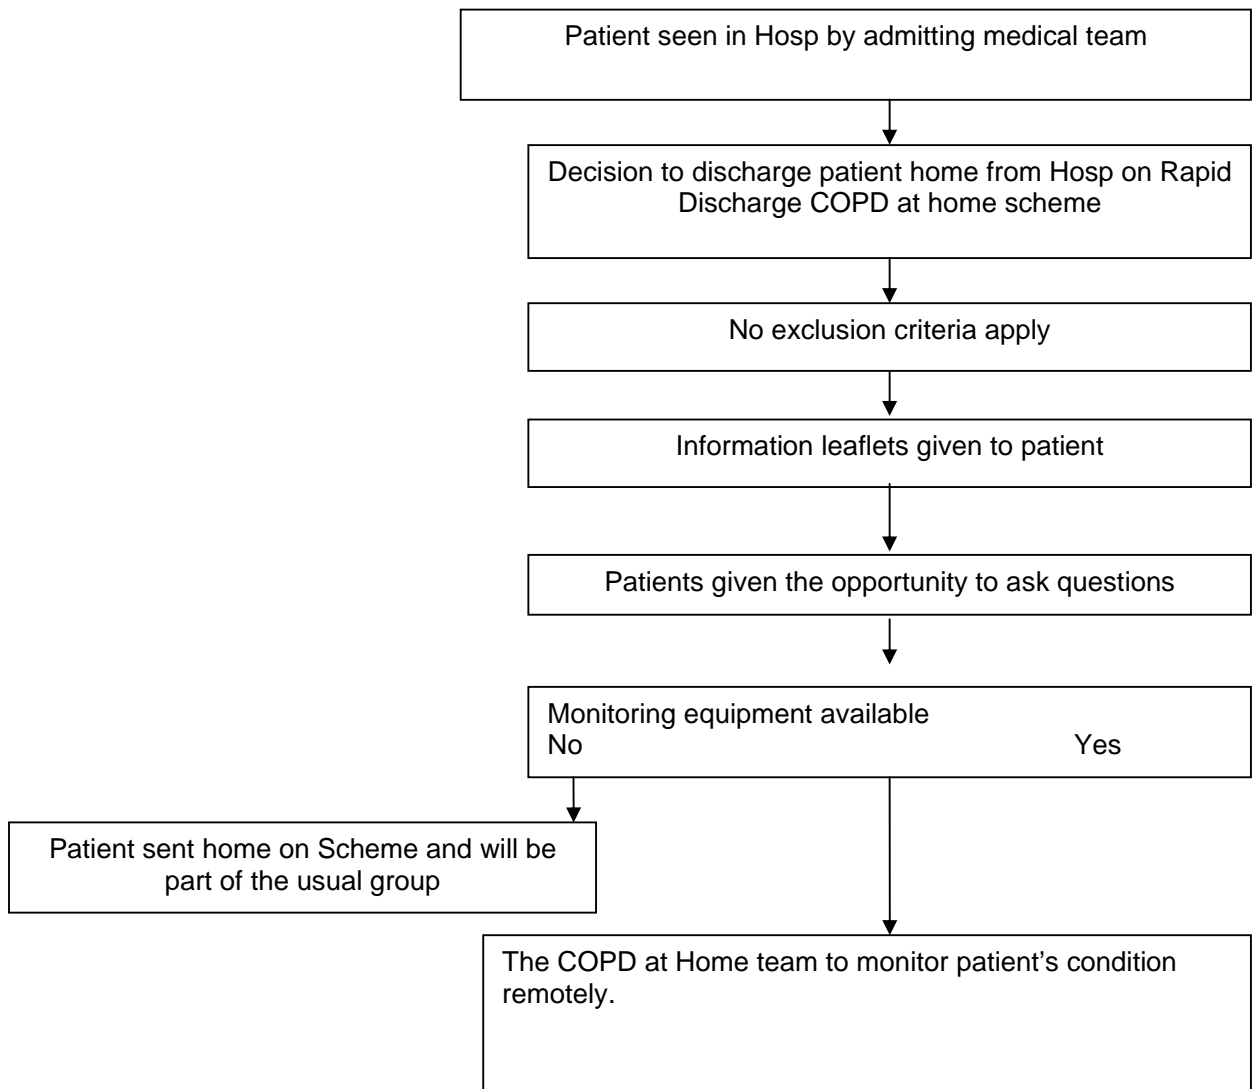 Patient seen in Hosp by admitting medical team
Decision to discharge patient home from Hosp on Rapid
Discharge COPD at home scheme
No exclusion criteria apply
Information leaflets given to patient
Patients given the opportunity to ask questions
Monitoring equipment available
No Yes
Patient sent home on Scheme and will be
part of the usual group
The COPD at Home team to monitor patient’s condition
remotely.